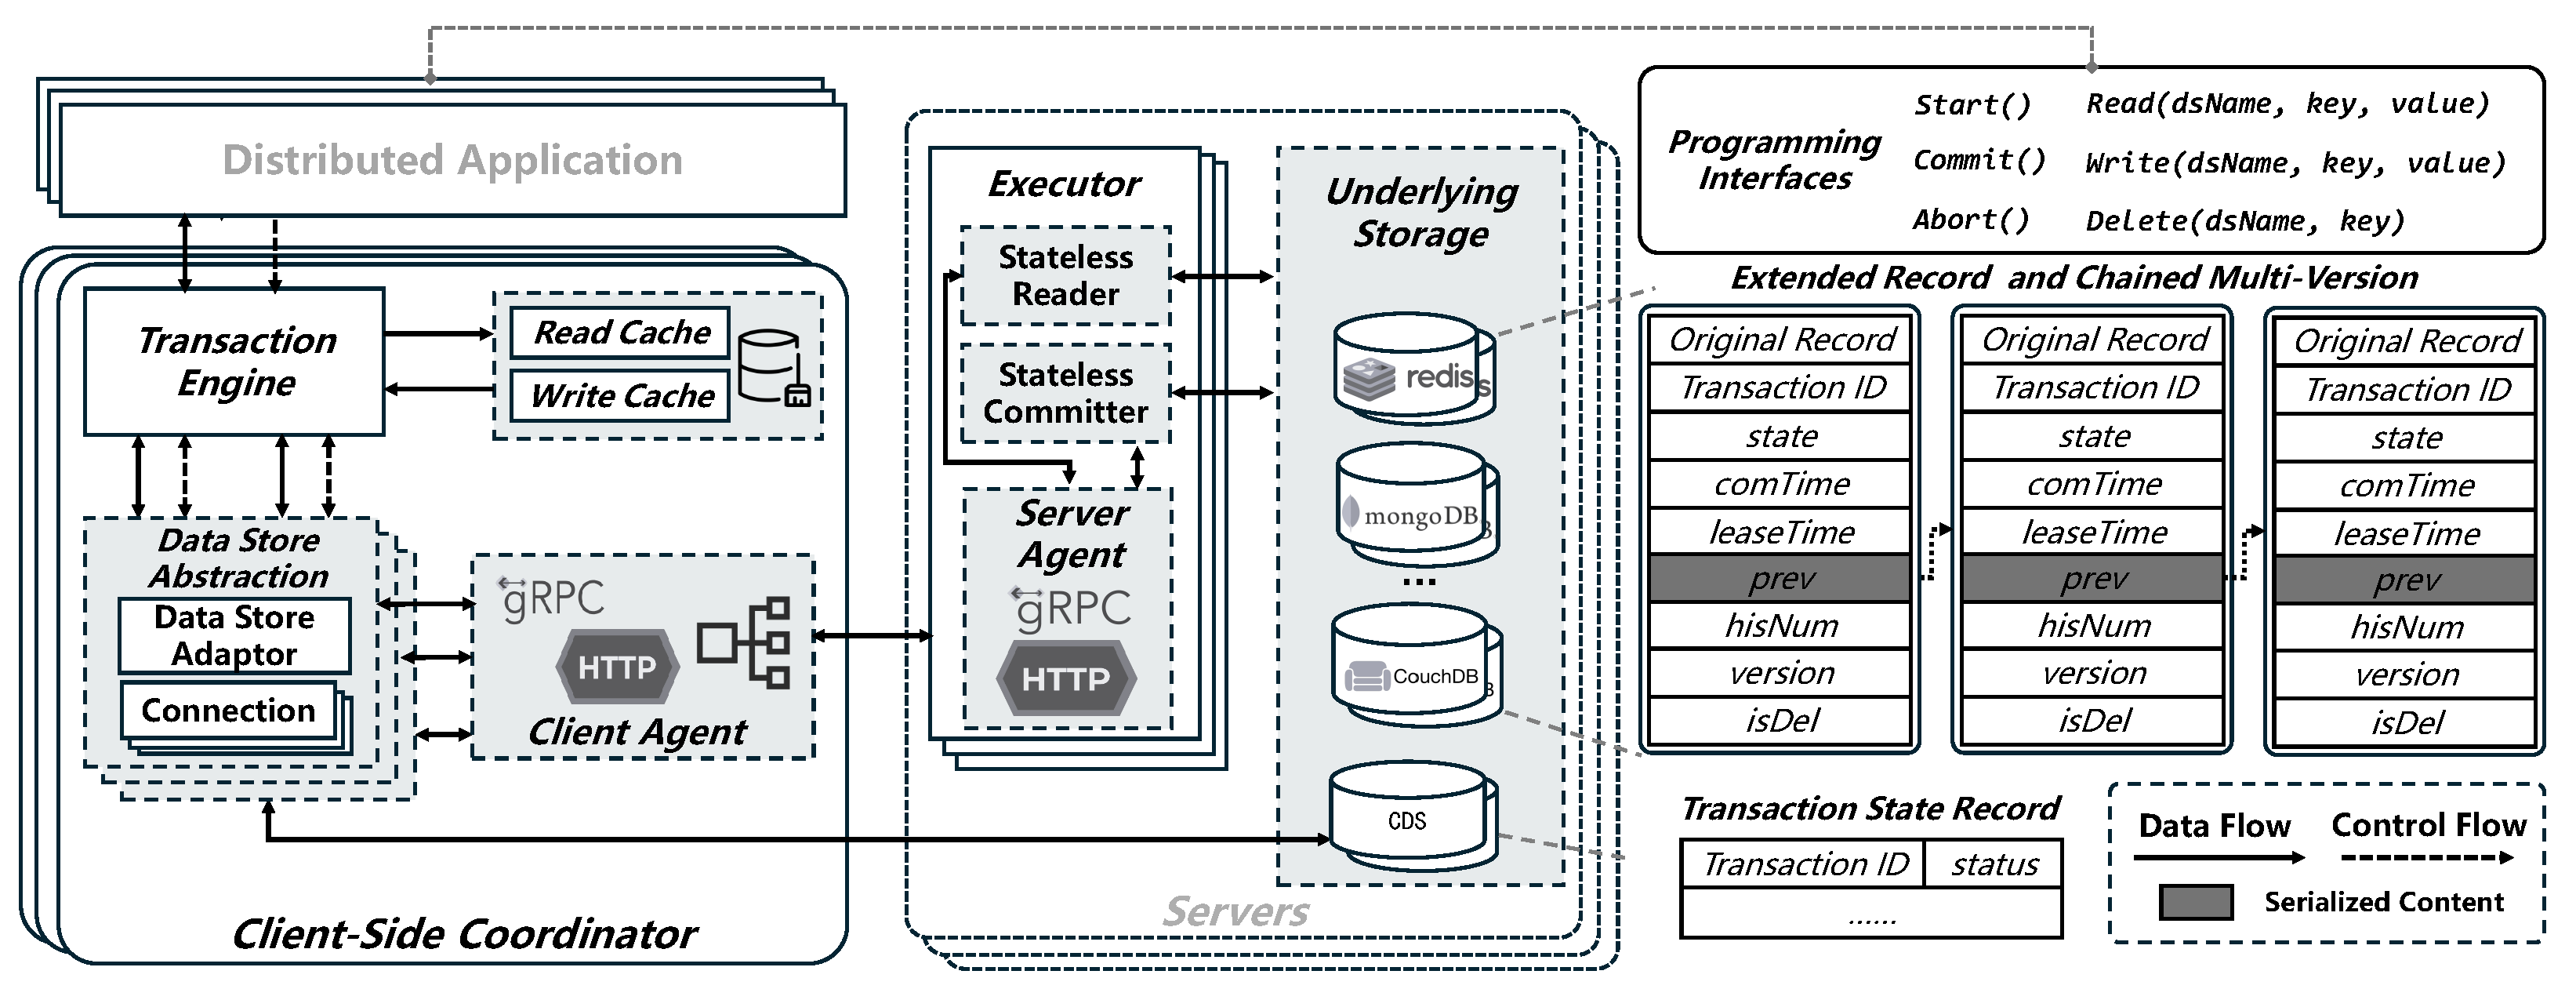 Distributed Application
Transaction
Engine
Read Cache
Write Cache
Data Store
Abstraction
Data Store
Adaptor
Connection
gRPC
HTTP
Client Agent
Client-Side Coordinator
Executor
Stateless
Reader
Stateless
Committer
Server
Agent
gRPC
HTTP
Underlying
Storage
redis
s
mongoDB
B
...
CouchDB
B
CDS
Servers
Programming
Interfaces
Start()
Read(dsName, key, value)
Commit()
Write(dsName, key, value)
Abort()
Delete(dsName, key)
Extended Record and Chained Multi-Version
Original Record
Transaction ID
state
comTime
leaseTime
prev
hisNum
version
isDel
Original Record
Transaction ID
state
comTime
leaseTime
prev
hisNum
version
isDel
Original Record
Transaction ID
state
comTime
leaseTime
prev
hisNum
version
isDel
Transaction State Record
Transaction ID
status
......
Data Flow
Control Flow
Serialized Content